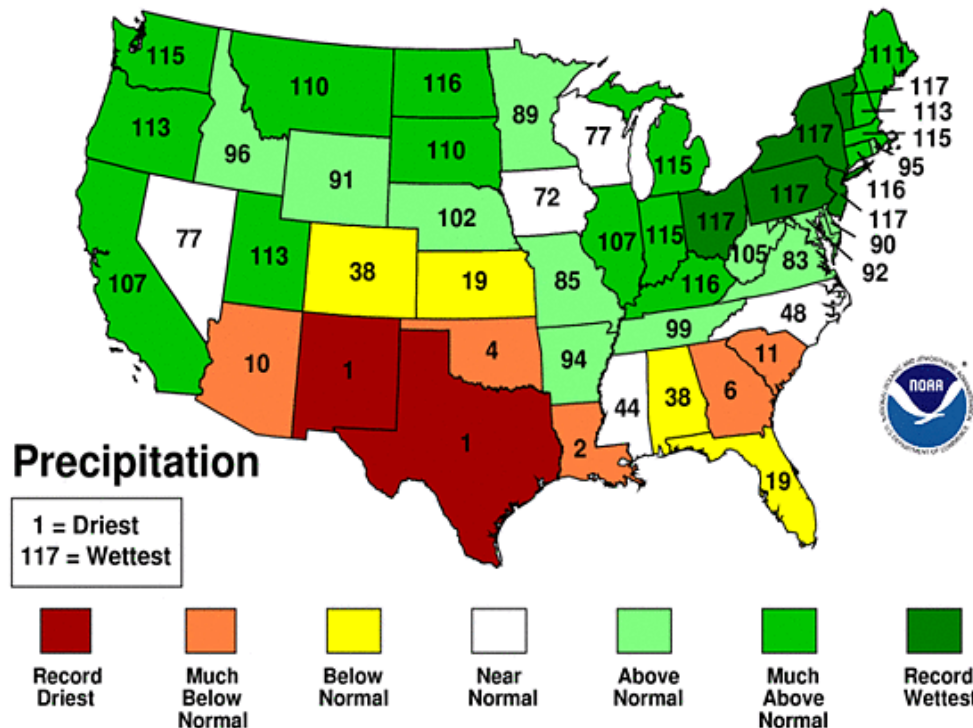 115
110
116
89
77
111
117
113
115
95
116
117
90
92
113
96
91
110
72
115
117
117
77
113
102
107
115
117
105
83
107
38
19
85
116
48
10
1
4
94
99
11
1
2
44
38
6
19
NOAA
Precipitation
1 = Driest
117 = Wettest
Record
Driest
Much
Below
Normal
Below
Normal
Near
Normal
Above
Normal
Much
Above
Normal
Record
Wettest